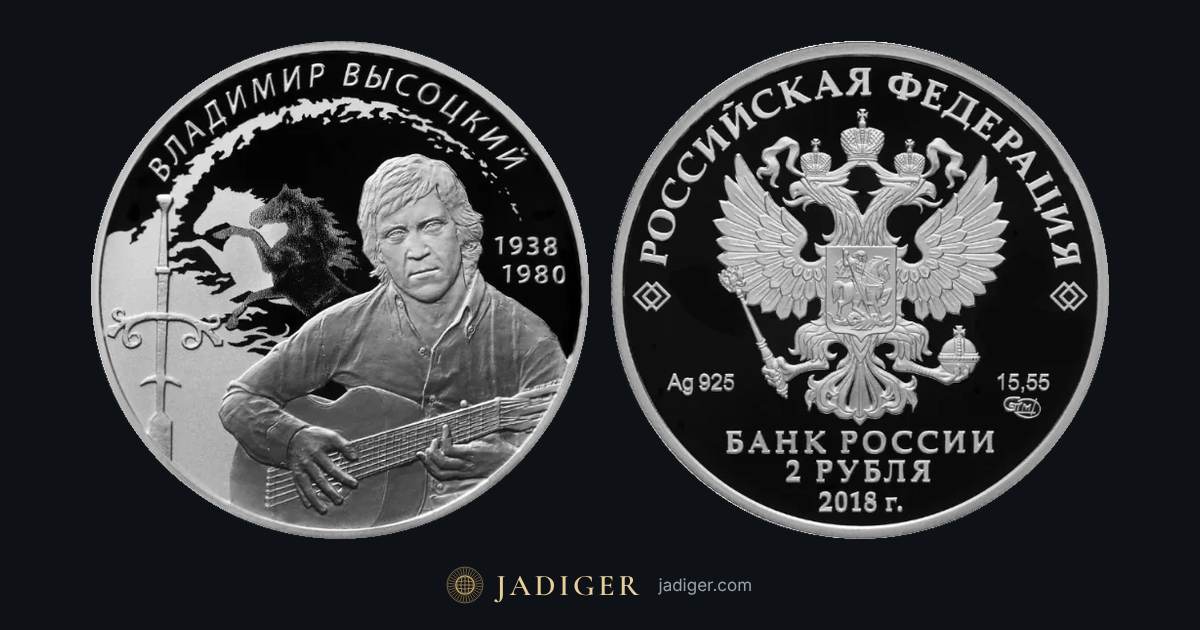 ВЛАДИМИР ВЫСОЦКИЙ
1938
1980
РОССИЙСКАЯ ФЕДЕРАЦИЯ
Ag 925
15,55
БАНК РОССИИ
2 РУБЛЯ
2018 г.
JADIGER
jadiger.com